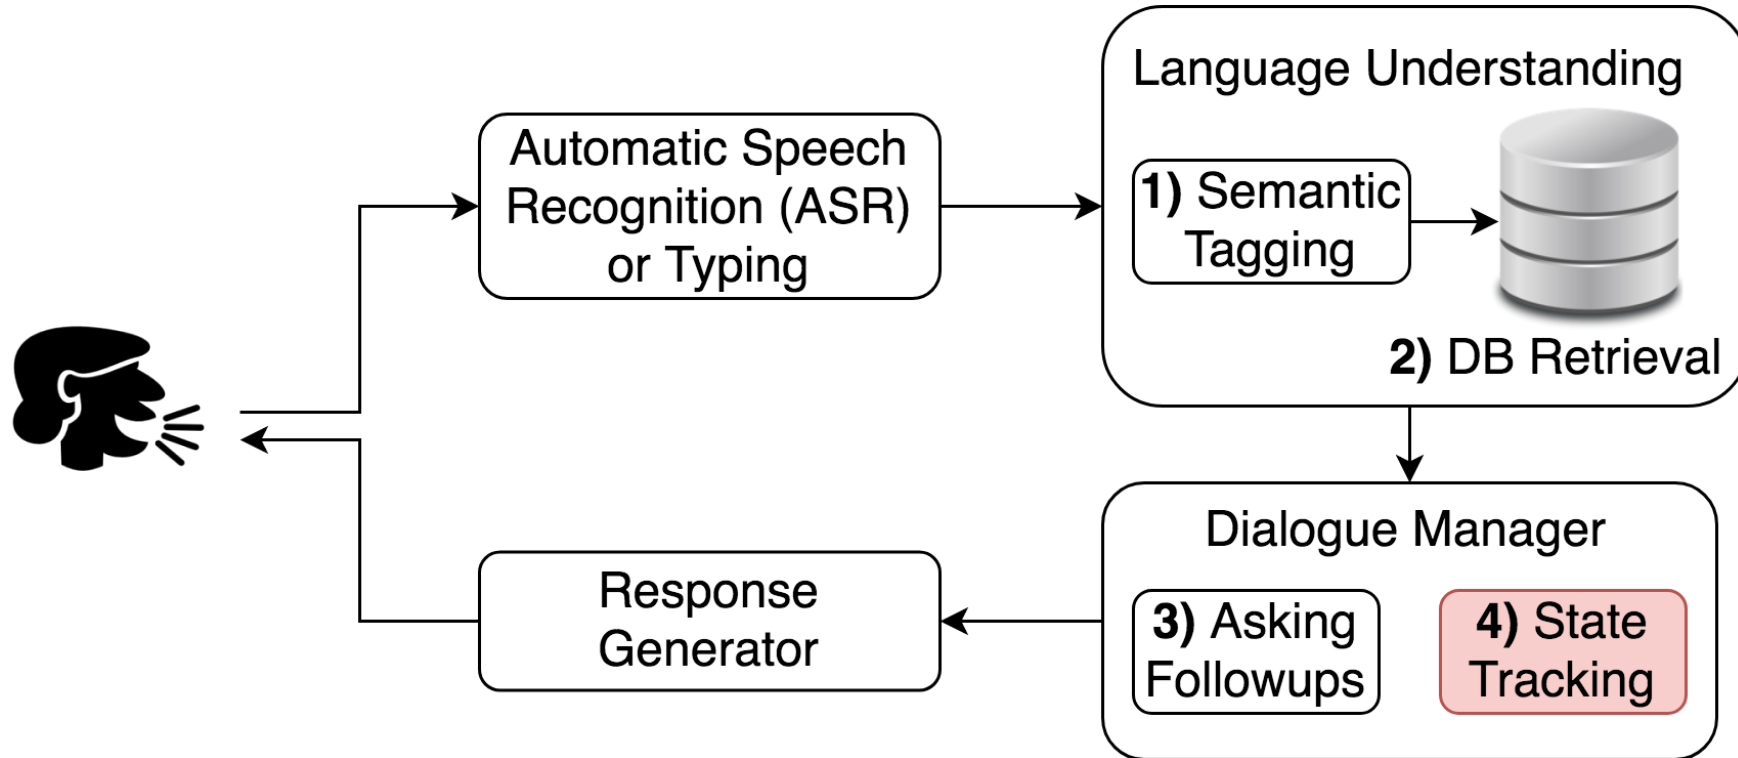 Automatic Speech
Recognition (ASR)
or Typing
Language Understanding
1) Semantic
Tagging
2) DB Retrieval
Dialogue Manager
3) Asking
Followups
4) State
Tracking
Response
Generator